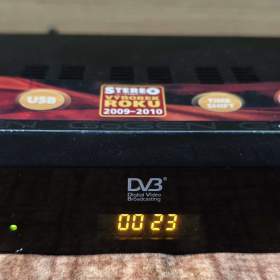 STEREO
VÝROBEK
ROKU
2009-2010
USB
TIME
SHIFT
DVB
Digital Video
Broadcasting
00 23